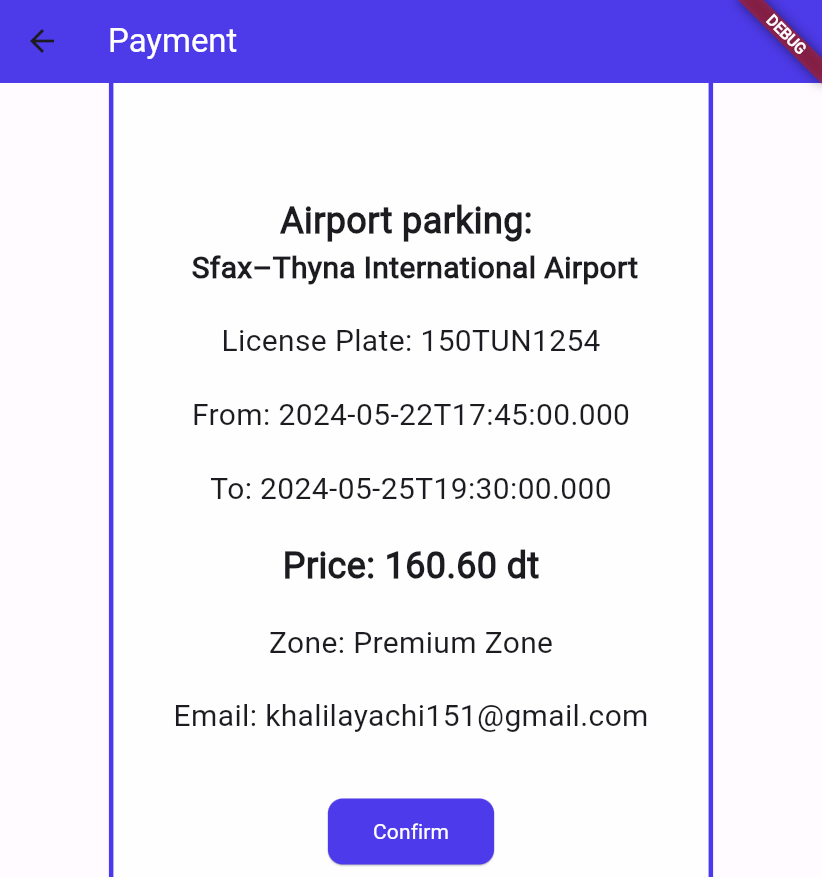 Payment
DEBUG
Airport parking:
Sfax–Thyna International Airport
License Plate: 150TUN1254
From: 2024-05-22T17:45:00.000
To: 2024-05-25T19:30:00.000
Price: 160.60 dt
Zone: Premium Zone
Email: khalilayachi151@gmail.com
Confirm